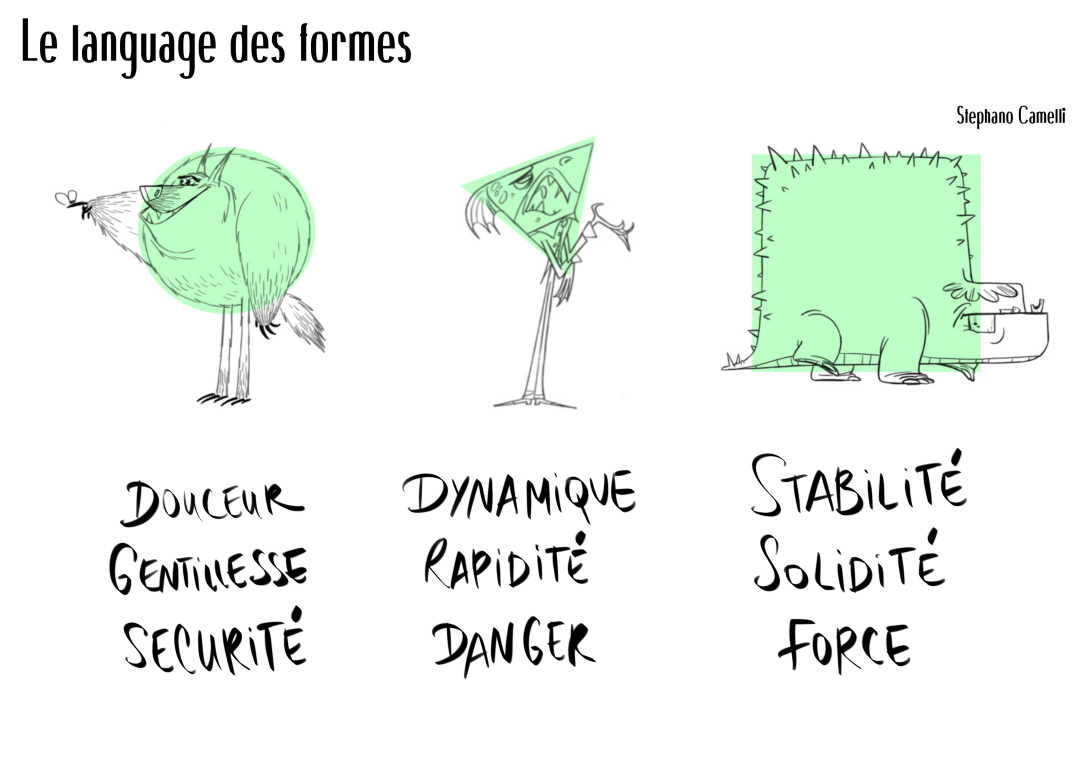 Le language des formes
Stephano Camelli
DOUCEUR
GENTILLESSE
SECURITÉ
DYNAMIQUE
RAPIDITÉ
DANGER
STABILITÉ
SOLIDITÉ
FORCE